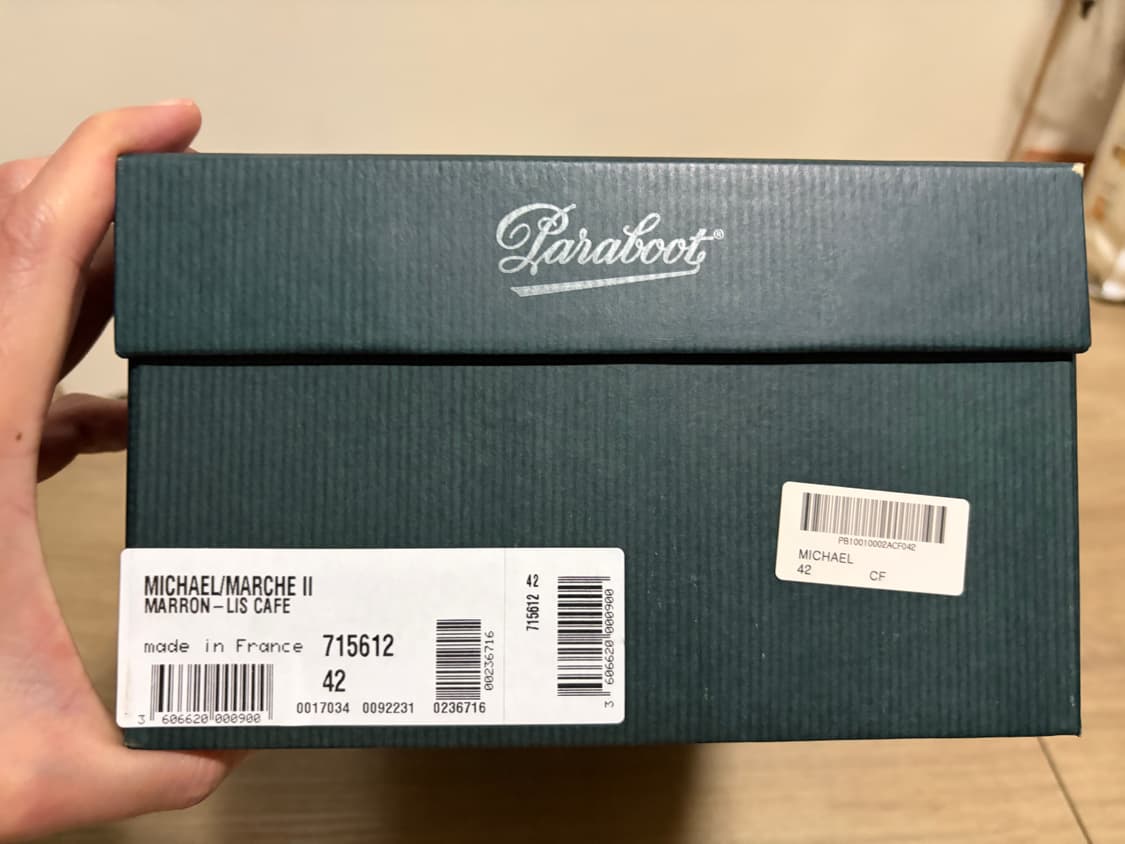 Paraboot®
MICHAEL/MARCHE II
MARRON–LIS CAFE
made in France 715612
42
3 606620 000900
0017034 0092231 0236716
00236716
715612 42
3 606620 000900
PB10010002ACF042
MICHAEL
42 CF